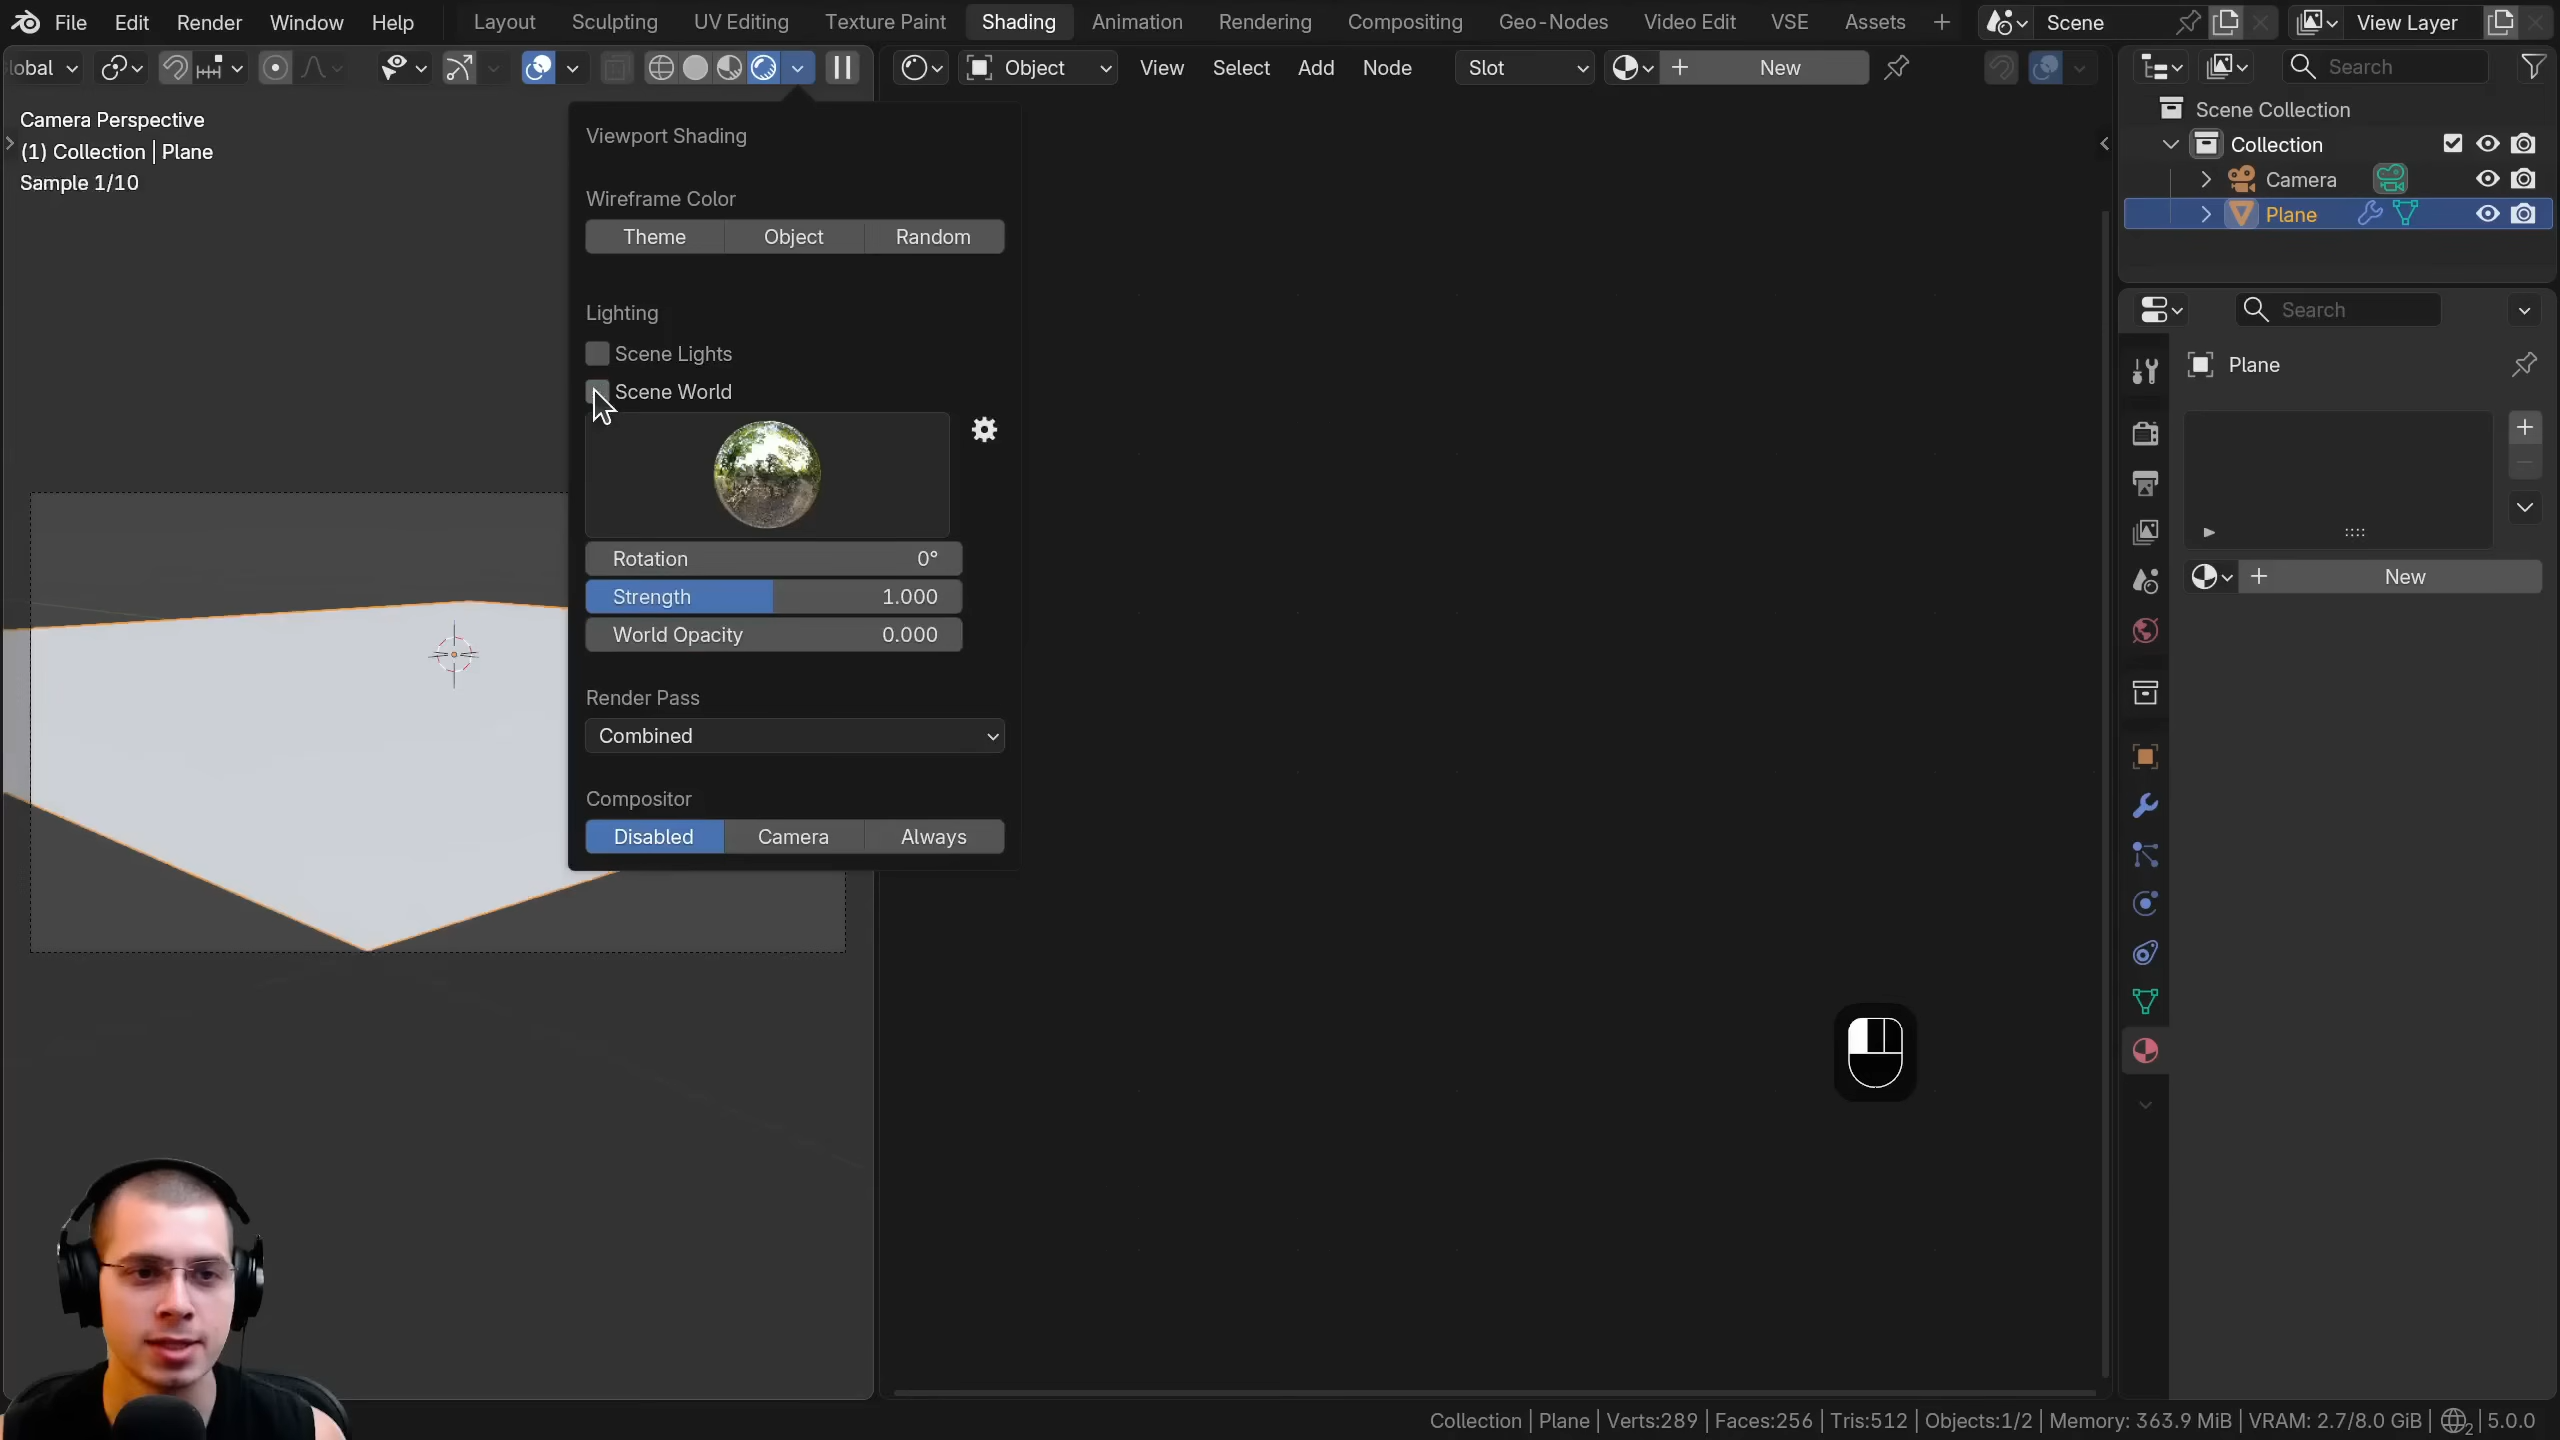 File Edit Render Window Help Layout Sculpting UV Editing Texture Paint Shading Animation Rendering Compositing Geo-Nodes Video Edit VSE Assets Scene View Layer
lobal Object View Select Add Node Slot New Search
Camera Perspective
(1) Collection | Plane
Sample 1/10
Viewport Shading
Wireframe Color
Theme Object Random
Lighting
Scene Lights
Scene World
Rotation 0°
Strength 1.000
World Opacity 0.000
Render Pass
Combined
Compositor
Disabled Camera Always
Scene Collection
Collection
Camera
Plane
Search
Plane
New
Collection | Plane | Verts:289 | Faces:256 | Tris:512 | Objects:1/2 | Memory: 363.9 MiB | VRAM: 2.7/8.0 GiB | 2 | 5.0.0